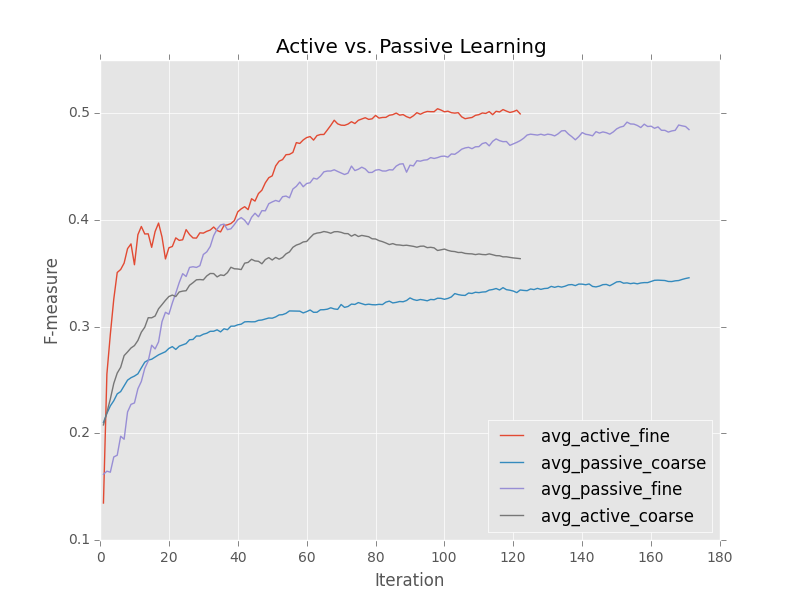 Active vs. Passive Learning
0.5
0.4
0.3
0.2
0.1
F-measure
avg_active_fine
avg_passive_coarse
avg_passive_fine
avg_active_coarse
0 20 40 60 80 100 120 140 160 180
Iteration